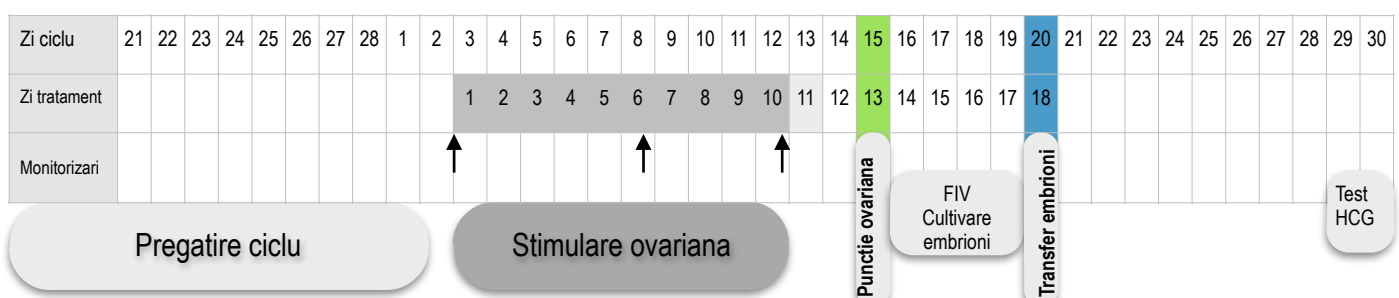 Zi ciclu 21 22 23 24 25 26 27 28 1 2 3 4 5 6 7 8 9 10 11 12 13 14 15 16 17 18 19 20 21 22 23 24 25 26 27 28 29 30
Zi tratament 1 2 3 4 5 6 7 8 9 10 11 12 13 14 15 16 17 18
Monitorizari
Pregatire ciclu
Stimulare ovariana
Punctie ovariana
FIV
Cultivare
embrioni
Transfer embrioni
Test
HCG